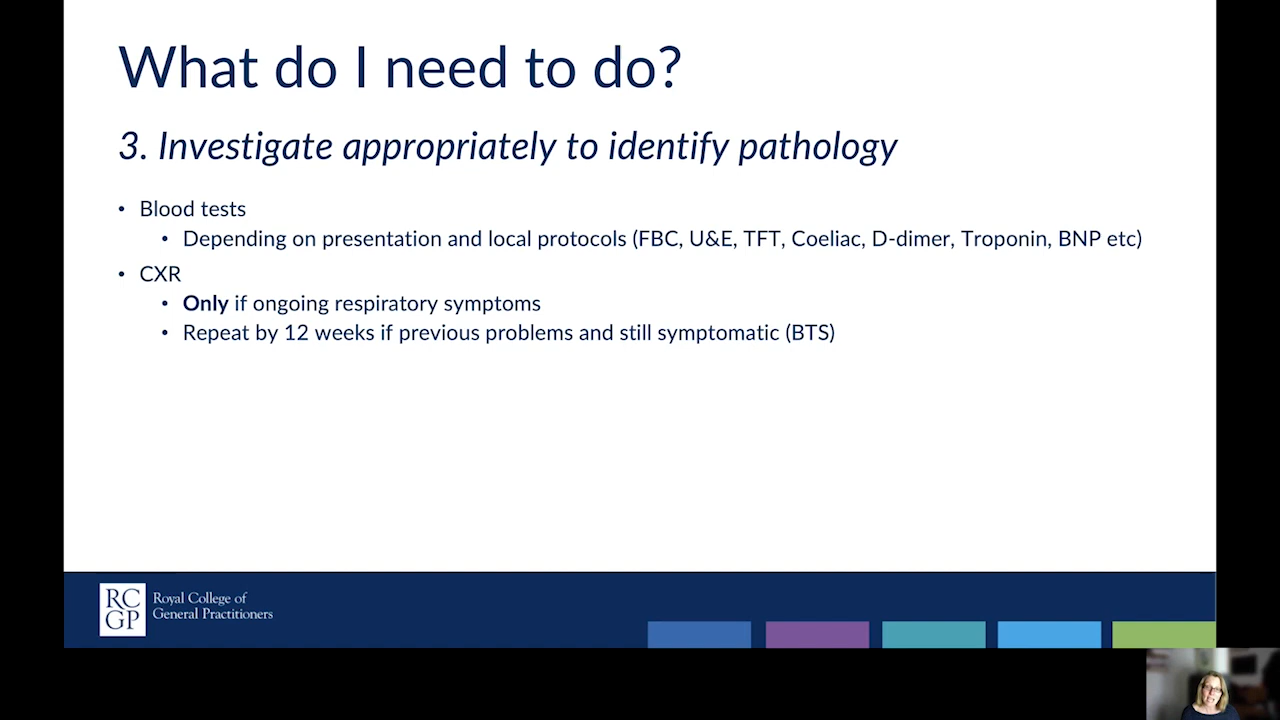 What do I need to do?
3. Investigate appropriately to identify pathology
• Blood tests
• Depending on presentation and local protocols (FBC, U&E, TFT, Coeliac, D-dimer, Troponin, BNP etc)
• CXR
• Only if ongoing respiratory symptoms
• Repeat by 12 weeks if previous problems and still symptomatic (BTS)
RC
GP
Royal College of
General Practitioners